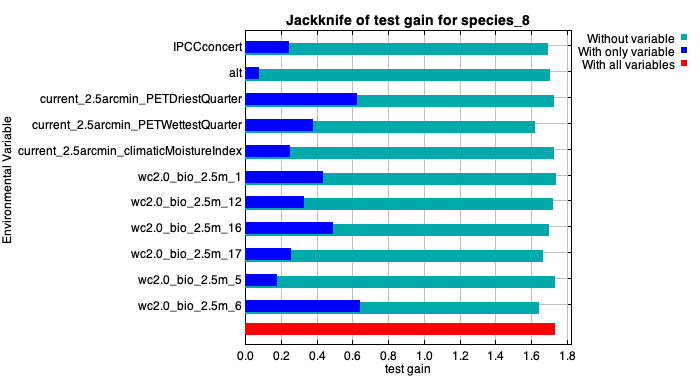 Jackknife of test gain for species_8
Without variable
With only variable
With all variables
Environmental Variable
IPCCconcert
alt
current_2.5arcmin_PETDriestQuarter
current_2.5arcmin_PETWettestQuarter
current_2.5arcmin_climaticMoistureIndex
wc2.0_bio_2.5m_1
wc2.0_bio_2.5m_12
wc2.0_bio_2.5m_16
wc2.0_bio_2.5m_17
wc2.0_bio_2.5m_5
wc2.0_bio_2.5m_6
0.0 0.2 0.4 0.6 0.8 1.0 1.2 1.4 1.6 1.8
test gain